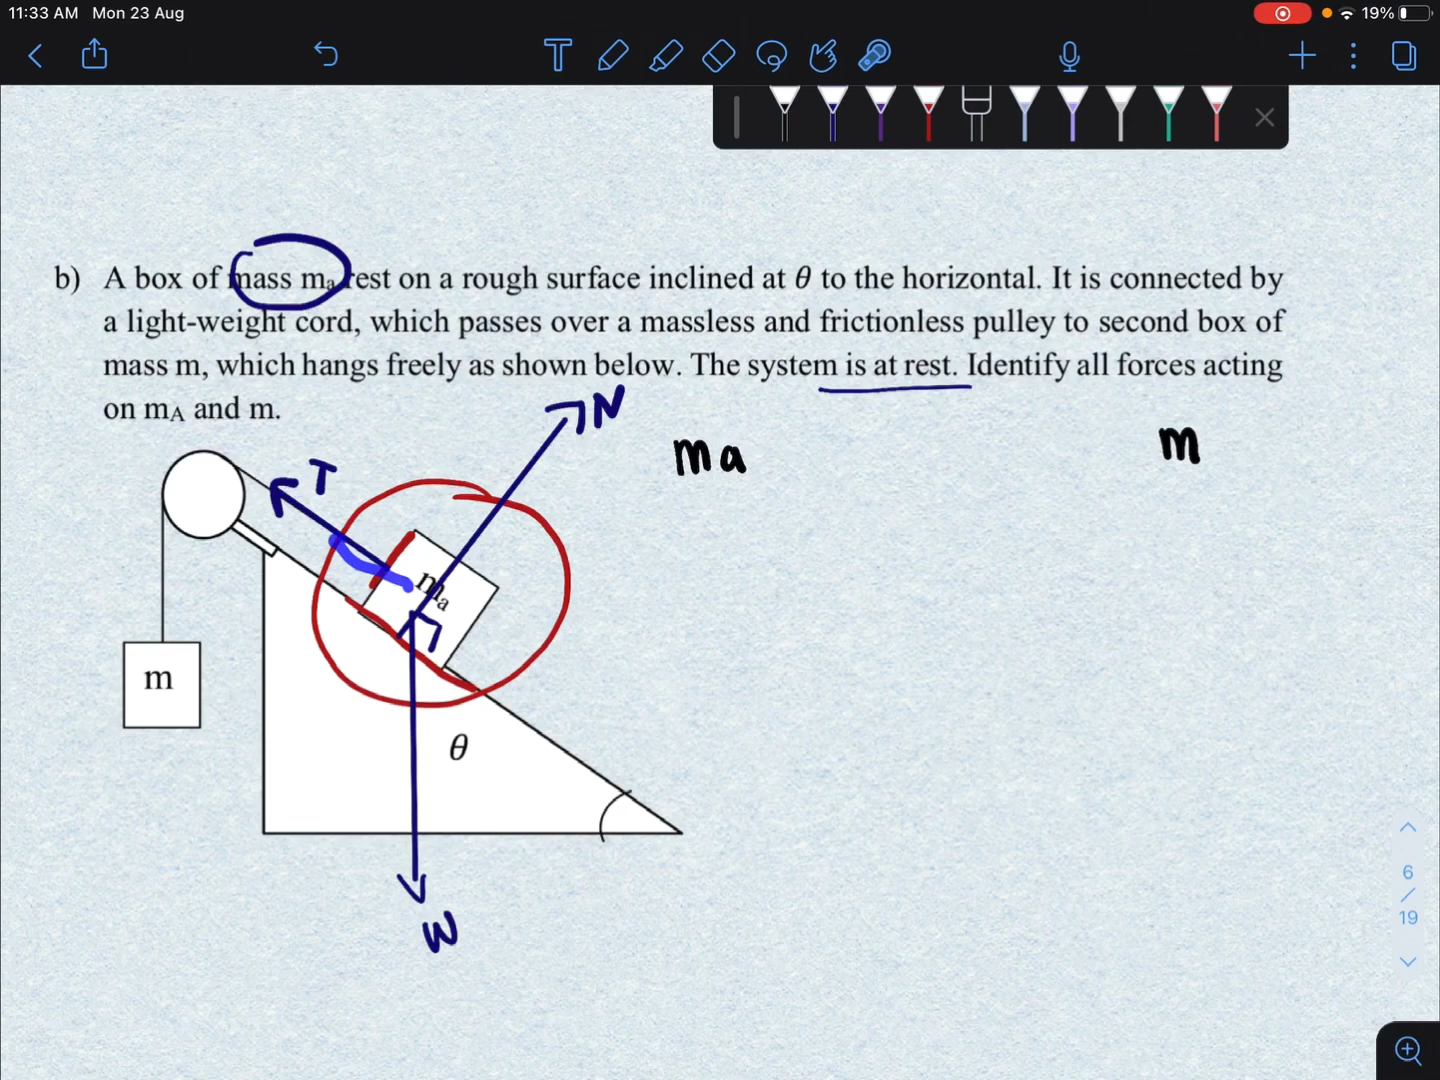 11:33 AM Mon 23 Aug
19%
T
b) A box of mass mₐ rest on a rough surface inclined at θ to the horizontal. It is connected by
a light-weight cord, which passes over a massless and frictionless pulley to second box of
mass m, which hangs freely as shown below. The system is at rest. Identify all forces acting
on mA and m.
N
ma
m
T
mₐ
m
θ
W
6
/
19